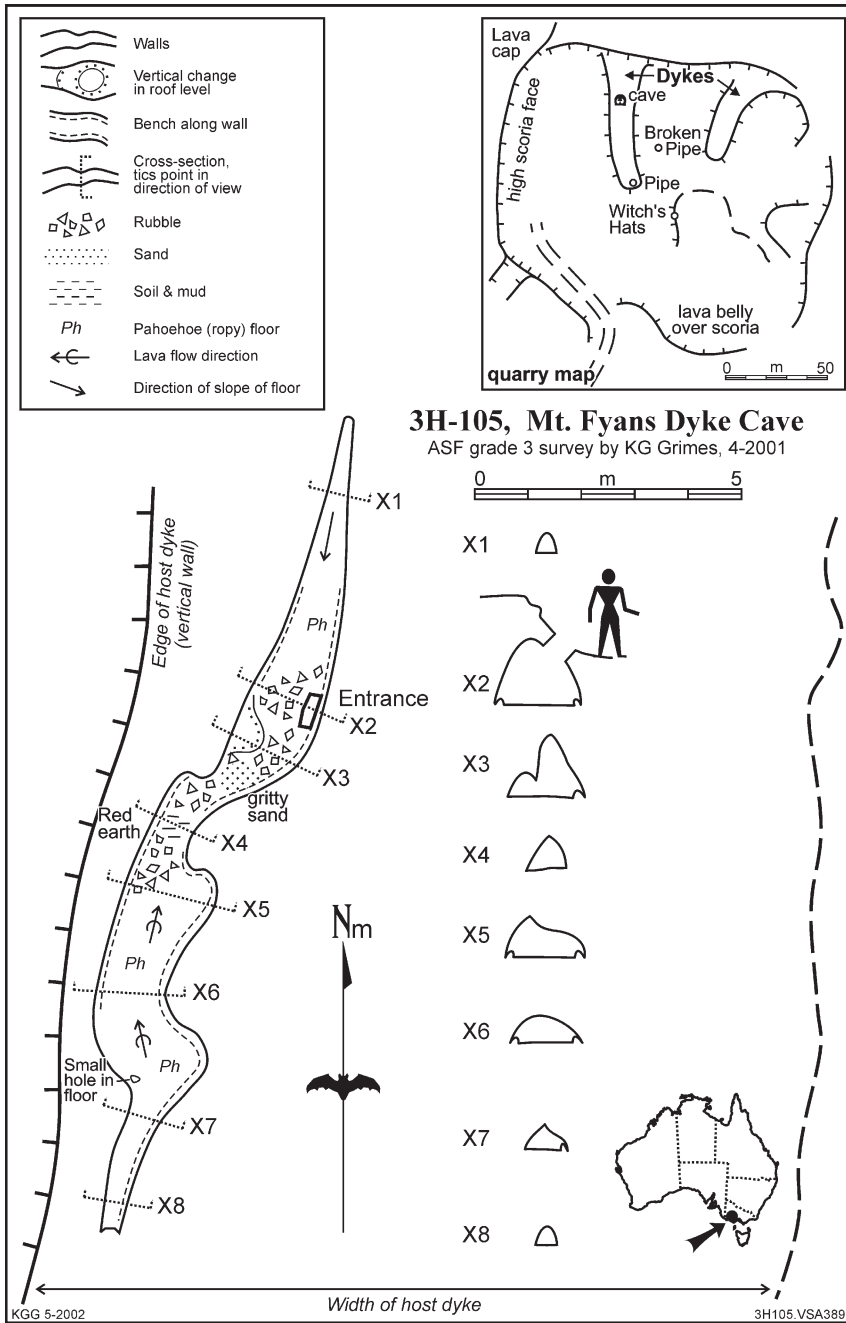 Walls
Vertical change
in roof level
Bench along wall
Cross-section,
tics point in
direction of view
Rubble
Sand
Soil & mud
Ph
Pahoehoe (ropy) floor
Lava flow direction
Direction of slope of floor
Lava
cap
Dykes
cave
high scoria face
Broken
Pipe
Pipe
Witch's
Hats
lava belly
over scoria
quarry map
0 m 50
3H-105, Mt. Fyans Dyke Cave
ASF grade 3 survey by KG Grimes, 4-2001
0 m 5
X1
Edge of host dyke
(vertical wall)
Ph
Entrance
X2
X3
gritty
sand
Red
earth
X4
X5
Ph
X6
Ph
Small
hole in
floor
X7
X8
Nm
X1
X2
X3
X4
X5
X6
X7
X8
Width of host dyke
KGG 5-2002
3H105.VSA389